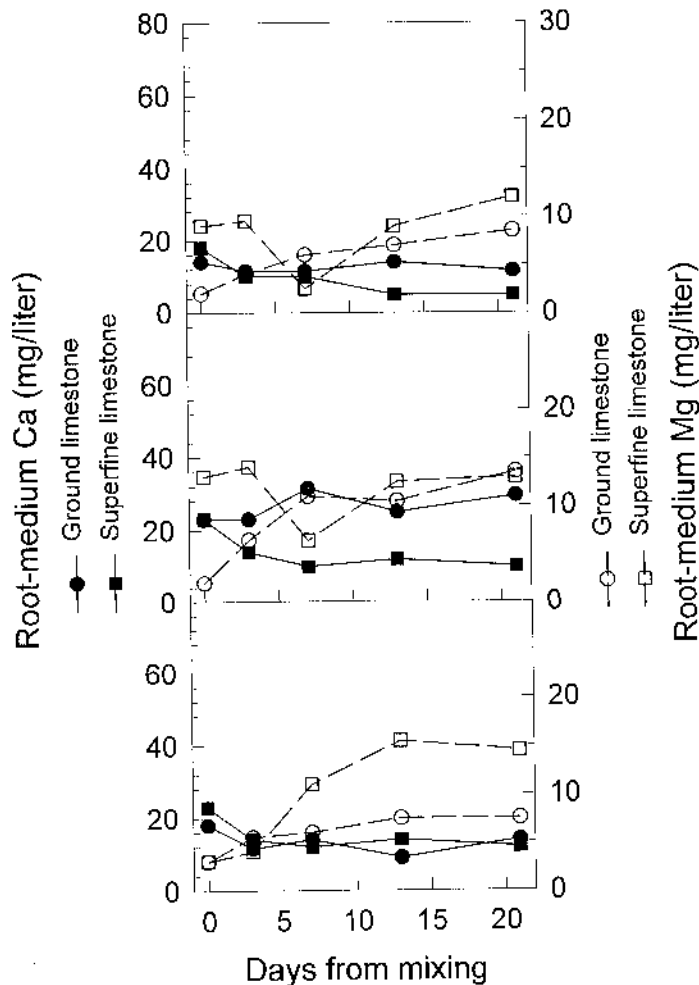 Root-medium Ca (mg/liter)
Ground limestone
Superfine limestone
80
60
40
20
0
60
40
20
0
60
40
20
0
30
20
10
0
20
10
0
20
10
0
Ground limestone
Superfine limestone
Root-medium Mg (mg/liter)
0 5 10 15 20
Days from mixing